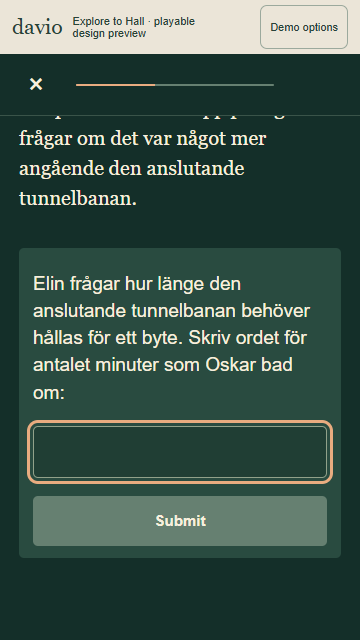 davio
Explore to Hall · playable
design preview
Demo options
×
frågar om det var något mer
angående den anslutande
tunnelbanan.
Elin frågar hur länge den
anslutande tunnelbanan behöver
hållas för ett byte. Skriv ordet för
antalet minuter som Oskar bad
om:
Submit